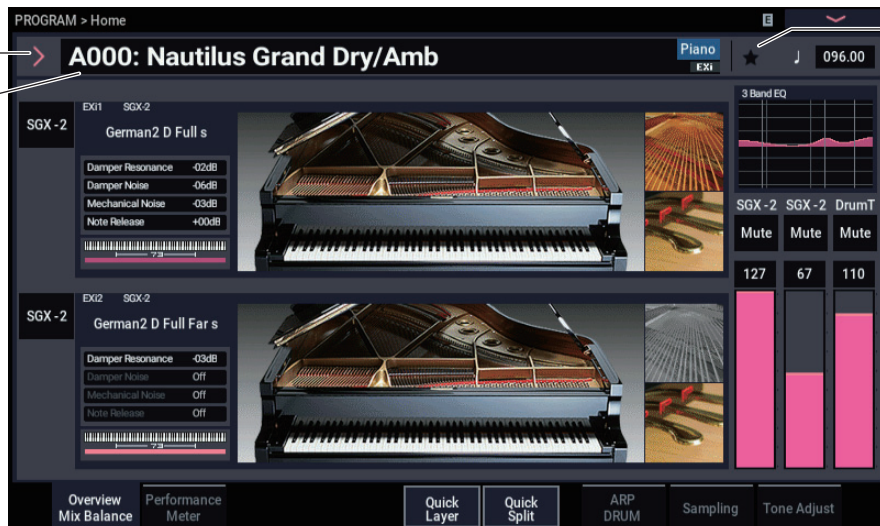 PROGRAM > Home
E
A000: Nautilus Grand Dry/Amb
Piano
EXi
♩ 096.00
EXi1 SGX-2
SGX-2
German2 D Full s
Damper Resonance -02dB
Damper Noise -06dB
Mechanical Noise -03dB
Note Release +00dB
73
EXi2 SGX-2
SGX-2
German2 D Full Far s
Damper Resonance -03dB
Damper Noise Off
Mechanical Noise Off
Note Release Off
73
3 Band EQ
SGX-2 SGX-2 DrumT
Mute Mute Mute
127 67 110
Overview
Mix Balance
Performance
Meter
Quick
Layer
Quick
Split
ARP
DRUM
Sampling
Tone Adjust